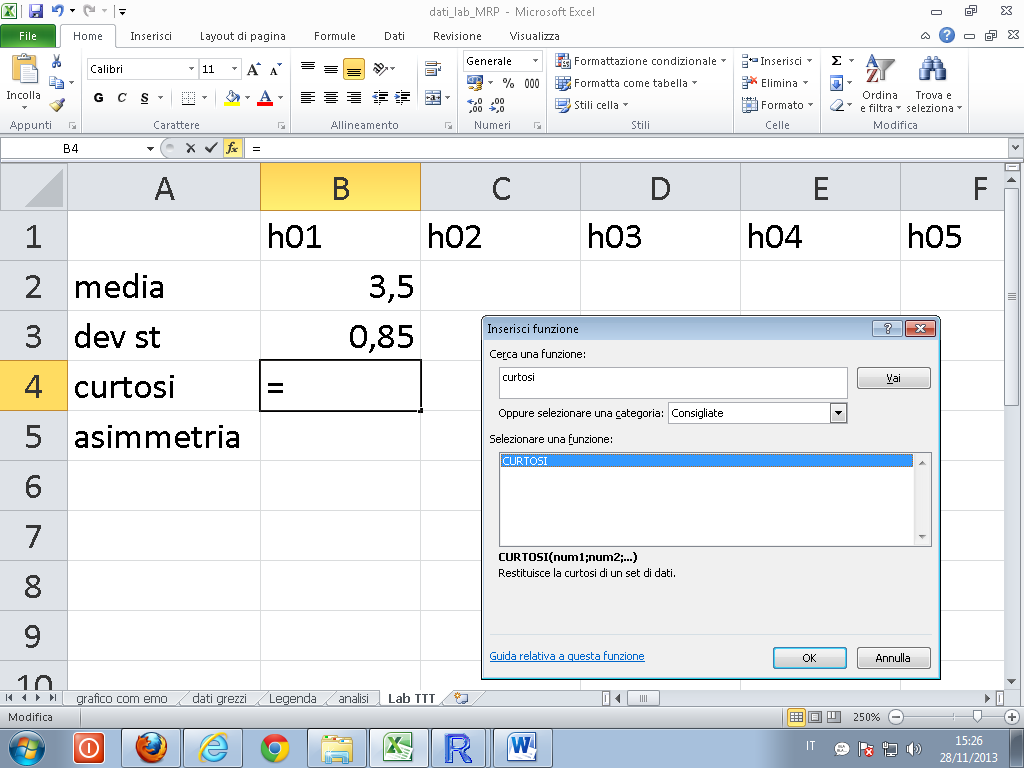 dati_lab_MRP - Microsoft Excel
File Home Inserisci Layout di pagina Formule Dati Revisione Visualizza
Incolla
Appunti
Calibri 11
G C S
Carattere
Allineamento
Generale
% 000
Numeri
Formattazione condizionale
Formatta come tabella
Stili cella
Stili
Inserisci
Elimina
Formato
Celle
Ordina e filtra
Trova e seleziona
Modifica
B4 fx =
A B C D E F
1 h01 h02 h03 h04 h05
2 media 3,5
3 dev st 0,85
4 curtosi =
5 asimmetria
6
7
8
9
10
Inserisci funzione
Cerca una funzione:
curtosi
Vai
Oppure selezionare una categoria: Consigliate
Selezionare una funzione:
CURTOSI
CURTOSI(num1;num2;...)
Restituisce la curtosi di un set di dati.
Guida relativa a questa funzione
OK Annulla
grafico com emo dati grezzi Legenda analisi Lab TTT
Modifica 250%
IT
15:26
28/11/2013